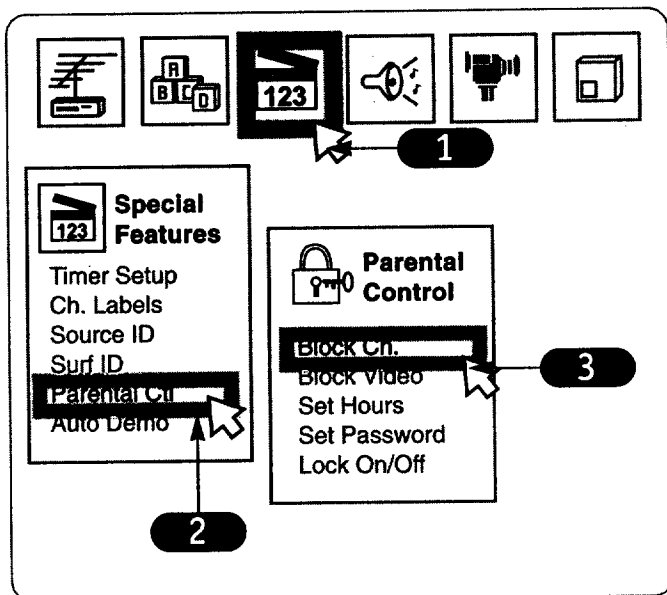 A
B C D
123
1
123
Special
Features
Timer Setup
Ch. Labels
Source ID
Surf ID
Parental Ctl
Auto Demo
2
Parental
Control
Block Ch.
Block Video
Set Hours
Set Password
Lock On/Off
3